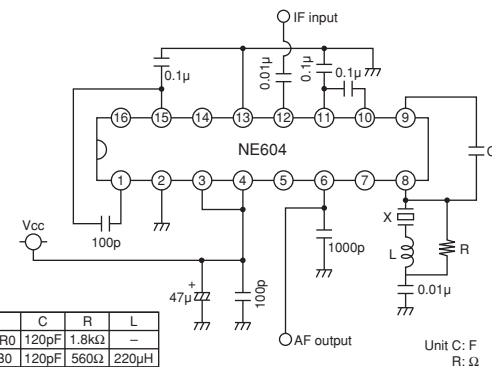 IF input
0.1μ
0.01μ
0.1μ
0.1μ
16 15 14 13 12 11 10 9
NE604
C
1 2 3 4 5 6 7 8
Vcc
100p
X
L
R
1000p
0.01μ
+
47μ
100p
AF output
C R L
R0 120pF 1.8kΩ –
30 120pF 560Ω 220μH
Unit C: F
R: Ω